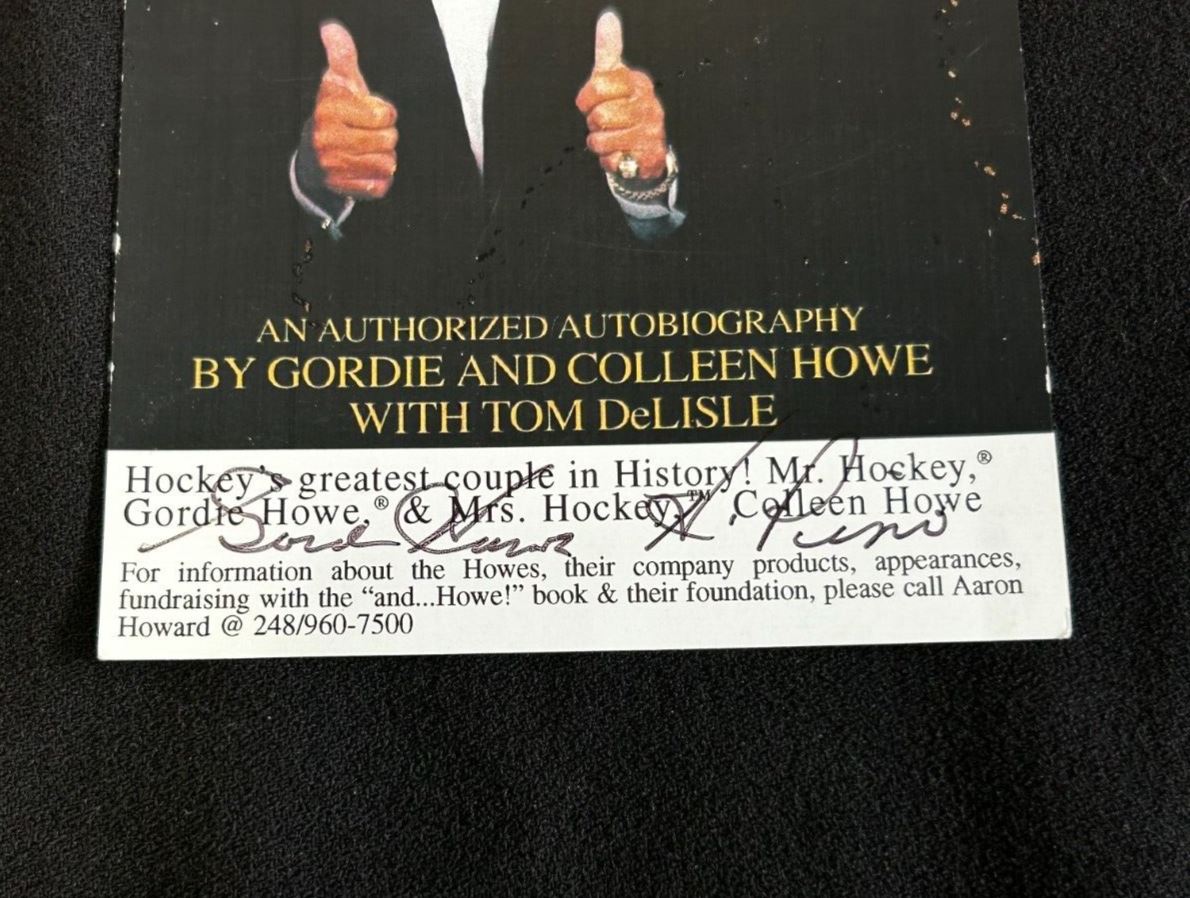 AN AUTHORIZED AUTOBIOGRAPHY
BY GORDIE AND COLLEEN HOWE
WITH TOM DeLISLE
Hockey's greatest couple in History! Mr. Hockey,®
Gordie Howe,® & Mrs. Hockey,™ Colleen Howe
For information about the Howes, their company products, appearances,
fundraising with the “and...Howe!” book & their foundation, please call Aaron
Howard @ 248/960-7500